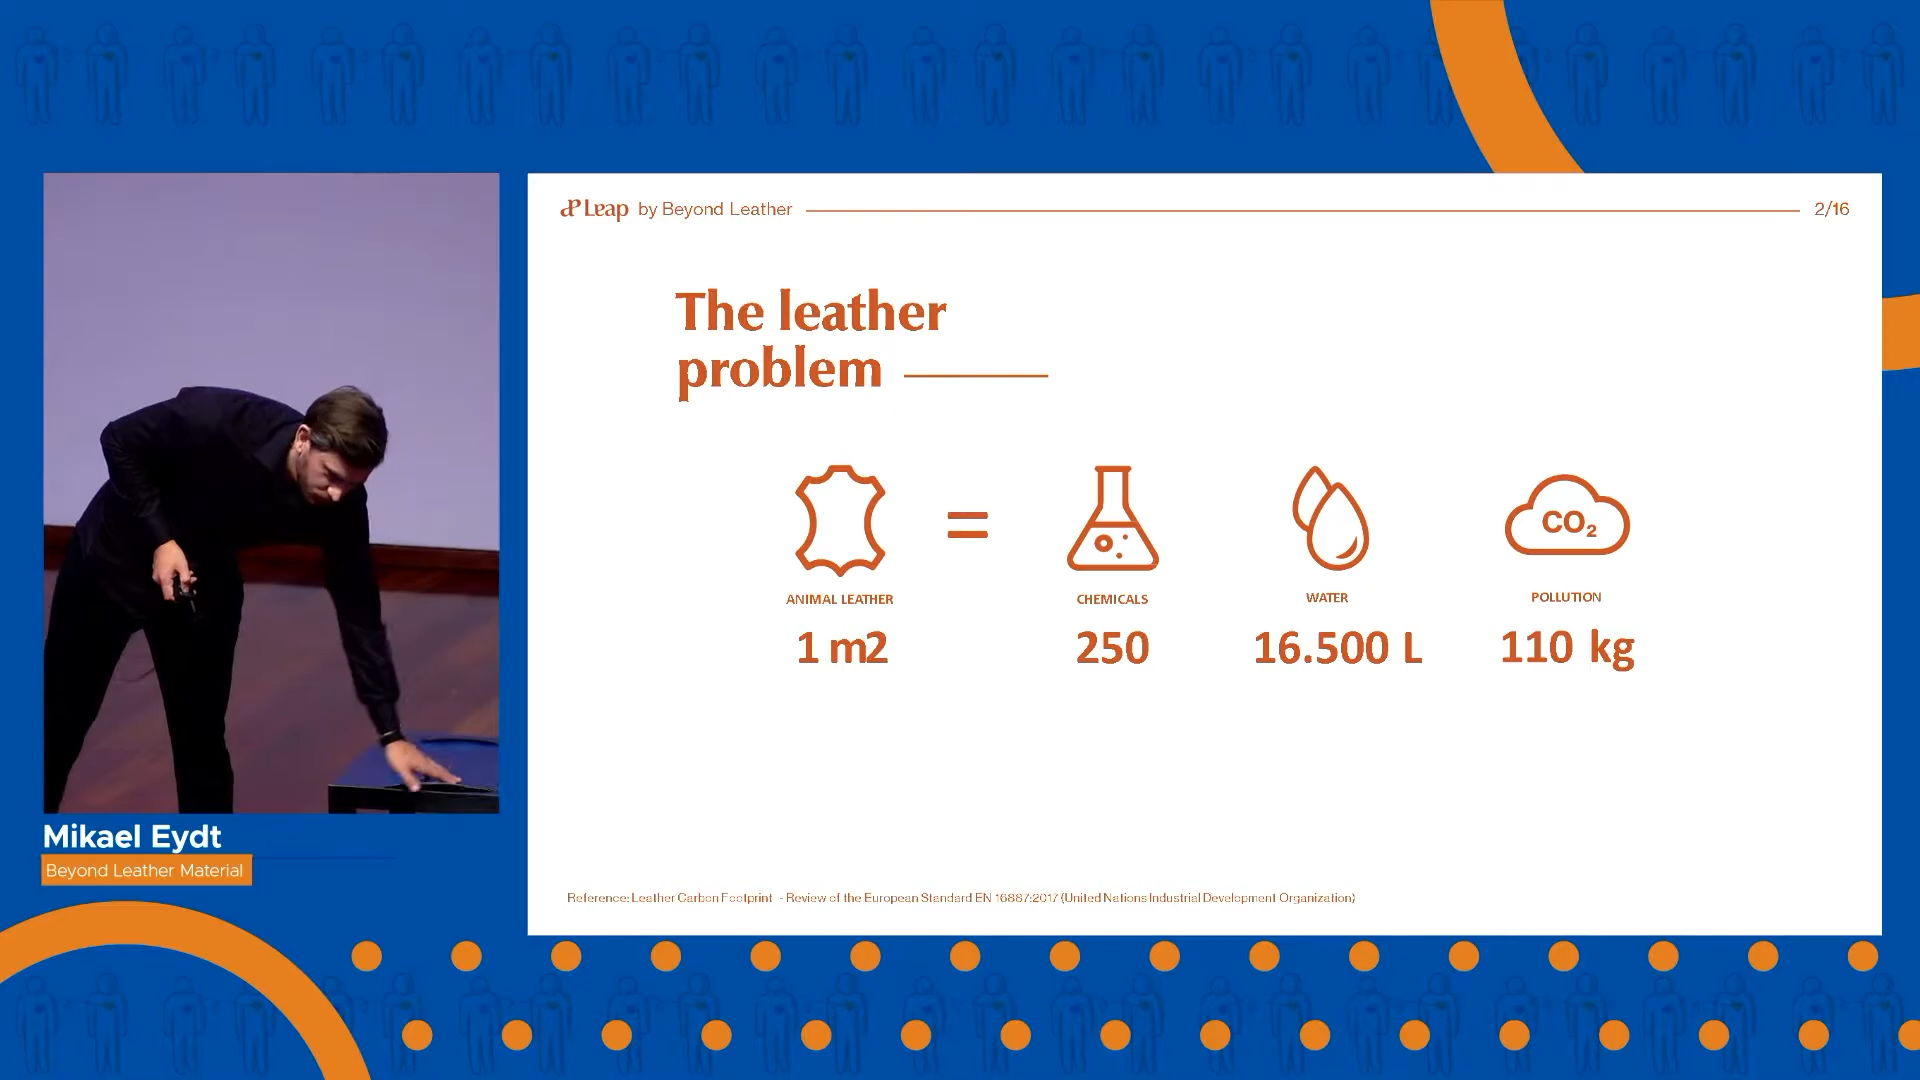 Leap by Beyond Leather
2/16
The leather
problem
=
CO₂
ANIMAL LEATHER
CHEMICALS
WATER
POLLUTION
1 m2
250
16.500 L
110 kg
Mikael Eydt
Beyond Leather Material
Reference: Leather Carbon Footprint - Review of the European Standard EN 16887:2017 (United Nations Industrial Development Organization)